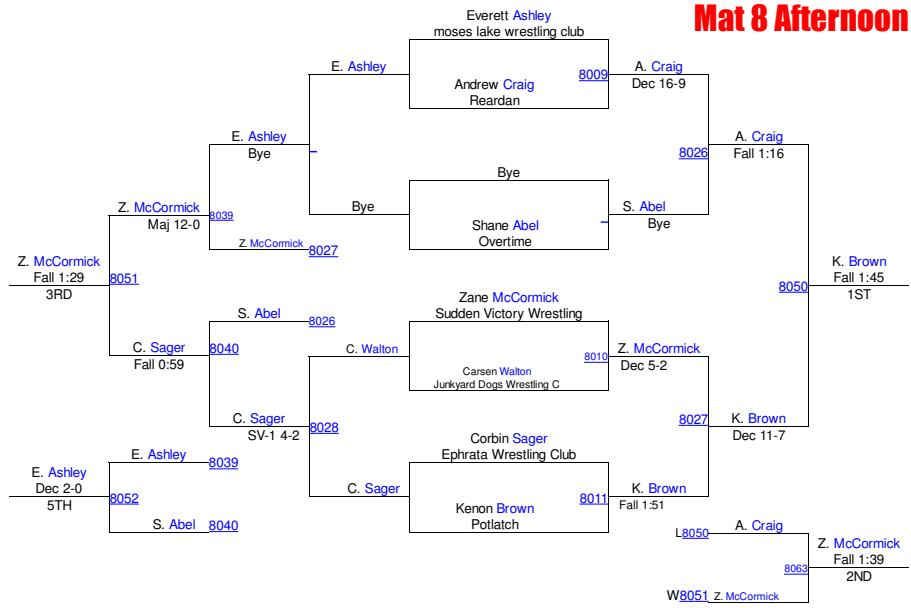 Mat 8 Afternoon
Everett Ashley
moses lake wrestling club
E. Ashley
8009
A. Craig
Andrew Craig
Dec 16-9
Reardan
E. Ashley
A. Craig
Bye
8026
Fall 1:16
Bye
Z. McCormick
Bye
S. Abel
8039
Maj 12-0
Shane Abel
Bye
Overtime
Z. McCormick
8027
Z. McCormick
K. Brown
Fall 1:29
8051
8050
Fall 1:45
3RD
1ST
Zane McCormick
S. Abel
Sudden Victory Wrestling
8026
C. Sager
8040
C. Walton
8010
Z. McCormick
Fall 0:59
Dec 5-2
Carsen Walton
Junkyard Dogs Wrestling C
C. Sager
8028
8027
K. Brown
SV-1 4-2
Dec 11-7
Corbin Sager
E. Ashley
8039
Ephrata Wrestling Club
E. Ashley
Dec 2-0
8052
C. Sager
8011
K. Brown
5TH
Kenon Brown
Fall 1:51
S. Abel
8040
Potlatch
L8050
A. Craig
Z. McCormick
Fall 1:39
8063
2ND
W8051
Z. McCormick